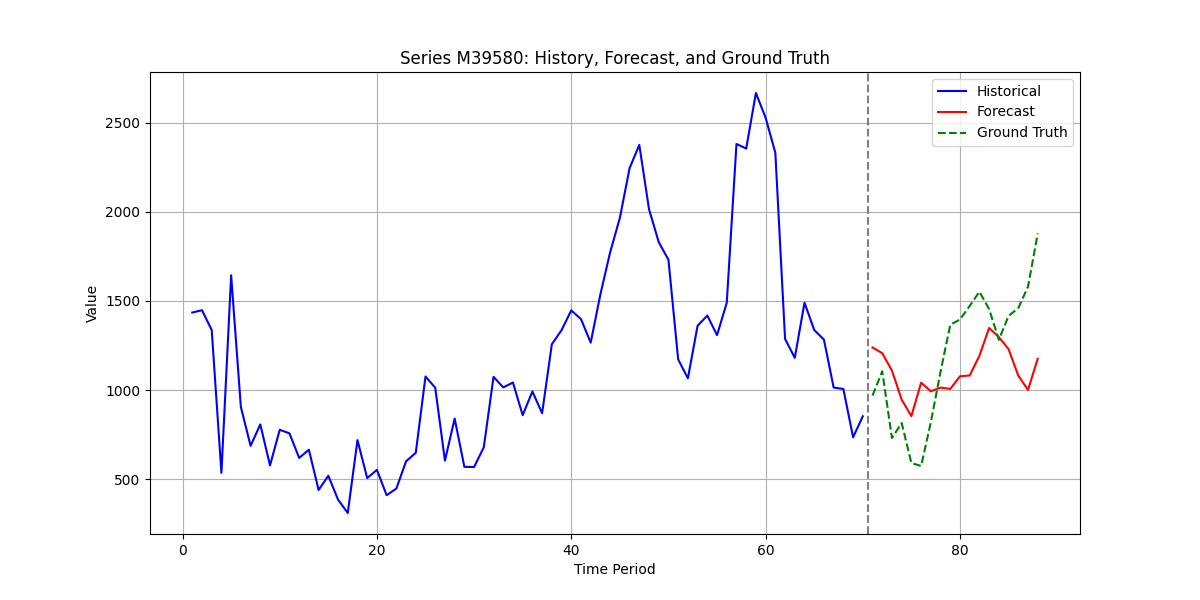 Series M39580: History, Forecast, and Ground Truth
Historical
Forecast
Ground Truth
2500
2000
1500
1000
500
Value
0
20
40
60
80
Time Period